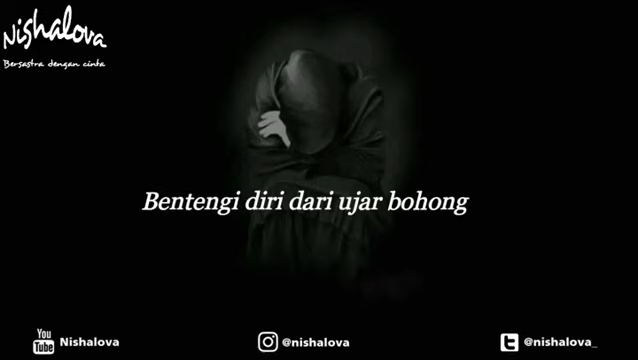 Nishalova
Bersastra dengan cinta
Bentengi diri dari ujar bohong
You Tube Nishalova
@nishalova
@nishalova_